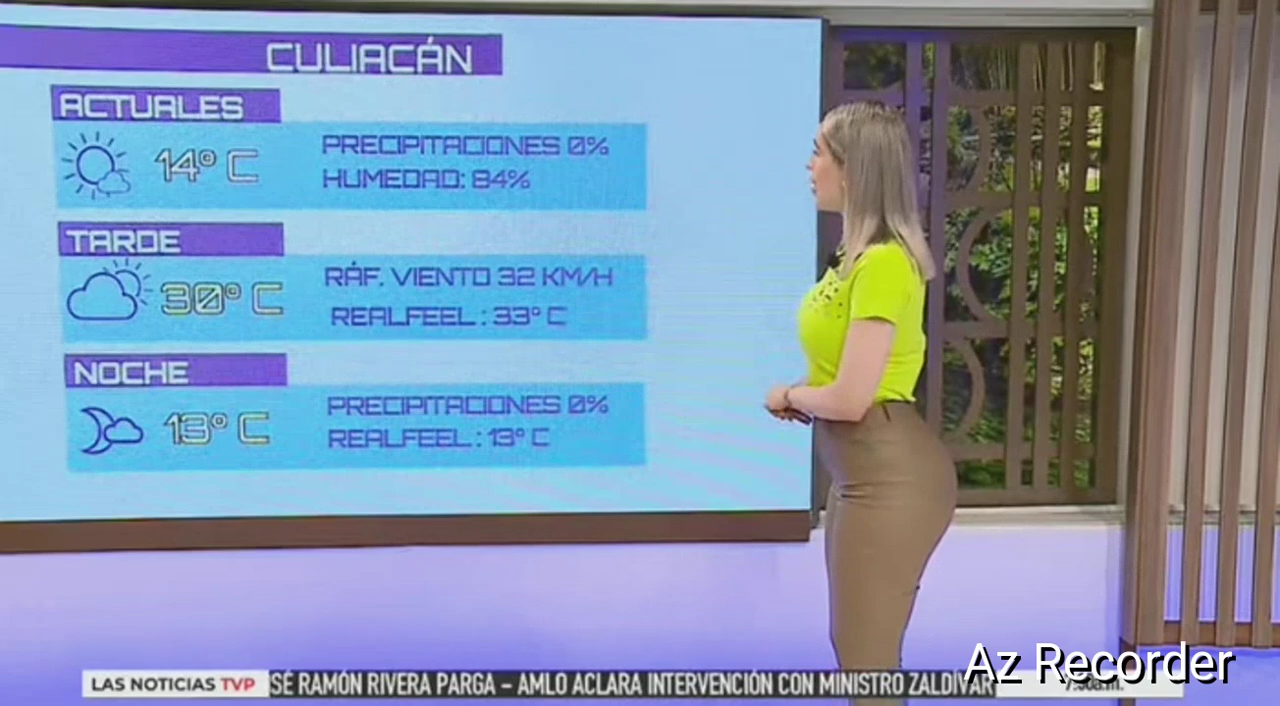 CULIACÁN
ACTUALES
14° C
PRECIPITACIONES 0%
HUMEDAD: 84%
TARDE
30° C
RÁF. VIENTO 32 KM/H
REALFEEL : 33° C
NOCHE
13° C
PRECIPITACIONES 0%
REALFEEL : 13° C
Az Recorder
LAS NOTICIAS TVP
SÉ RAMÓN RIVERA PARGA – AMLO ACLARA INTERVENCIÓN CON MINISTRO ZALDÍVAR